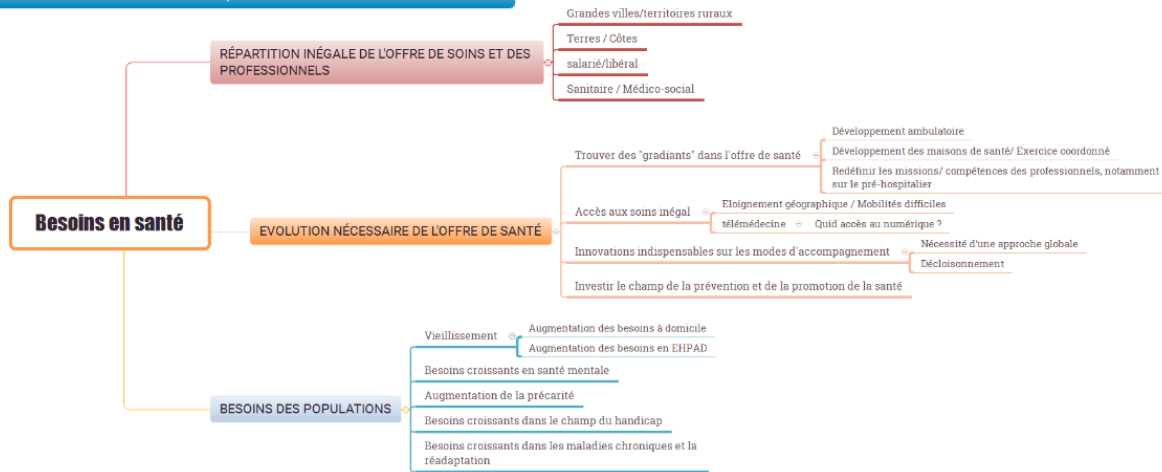 Grandes villes/territoires ruraux
Terres / Côtes
salarié/libéral
Sanitaire / Médico-social
RÉPARTITION INÉGALE DE L'OFFRE DE SOINS ET DES
PROFESSIONNELS
Besoins en santé
EVOLUTION NÉCESSAIRE DE L'OFFRE DE SANTÉ
Trouver des "gradiants" dans l'offre de santé
Développement ambulatoire
Développement des maisons de santé/ Exercice coordonné
Redéfinir les missions/ compétences des professionnels, notamment
sur le pré-hospitalier
Accès aux soins inégal
Eloignement géographique / Mobilités difficiles
télémédecine
Quid accès au numérique ?
Innovations indispensables sur les modes d'accompagnement
Nécessité d'une approche globale
Décloisonnement
Investir le champ de la prévention et de la promotion de la santé
BESOINS DES POPULATIONS
Vieillissement
Augmentation des besoins à domicile
Augmentation des besoins en EHPAD
Besoins croissants en santé mentale
Augmentation de la précarité
Besoins croissants dans le champ du handicap
Besoins croissants dans les maladies chroniques et la
réadaptation